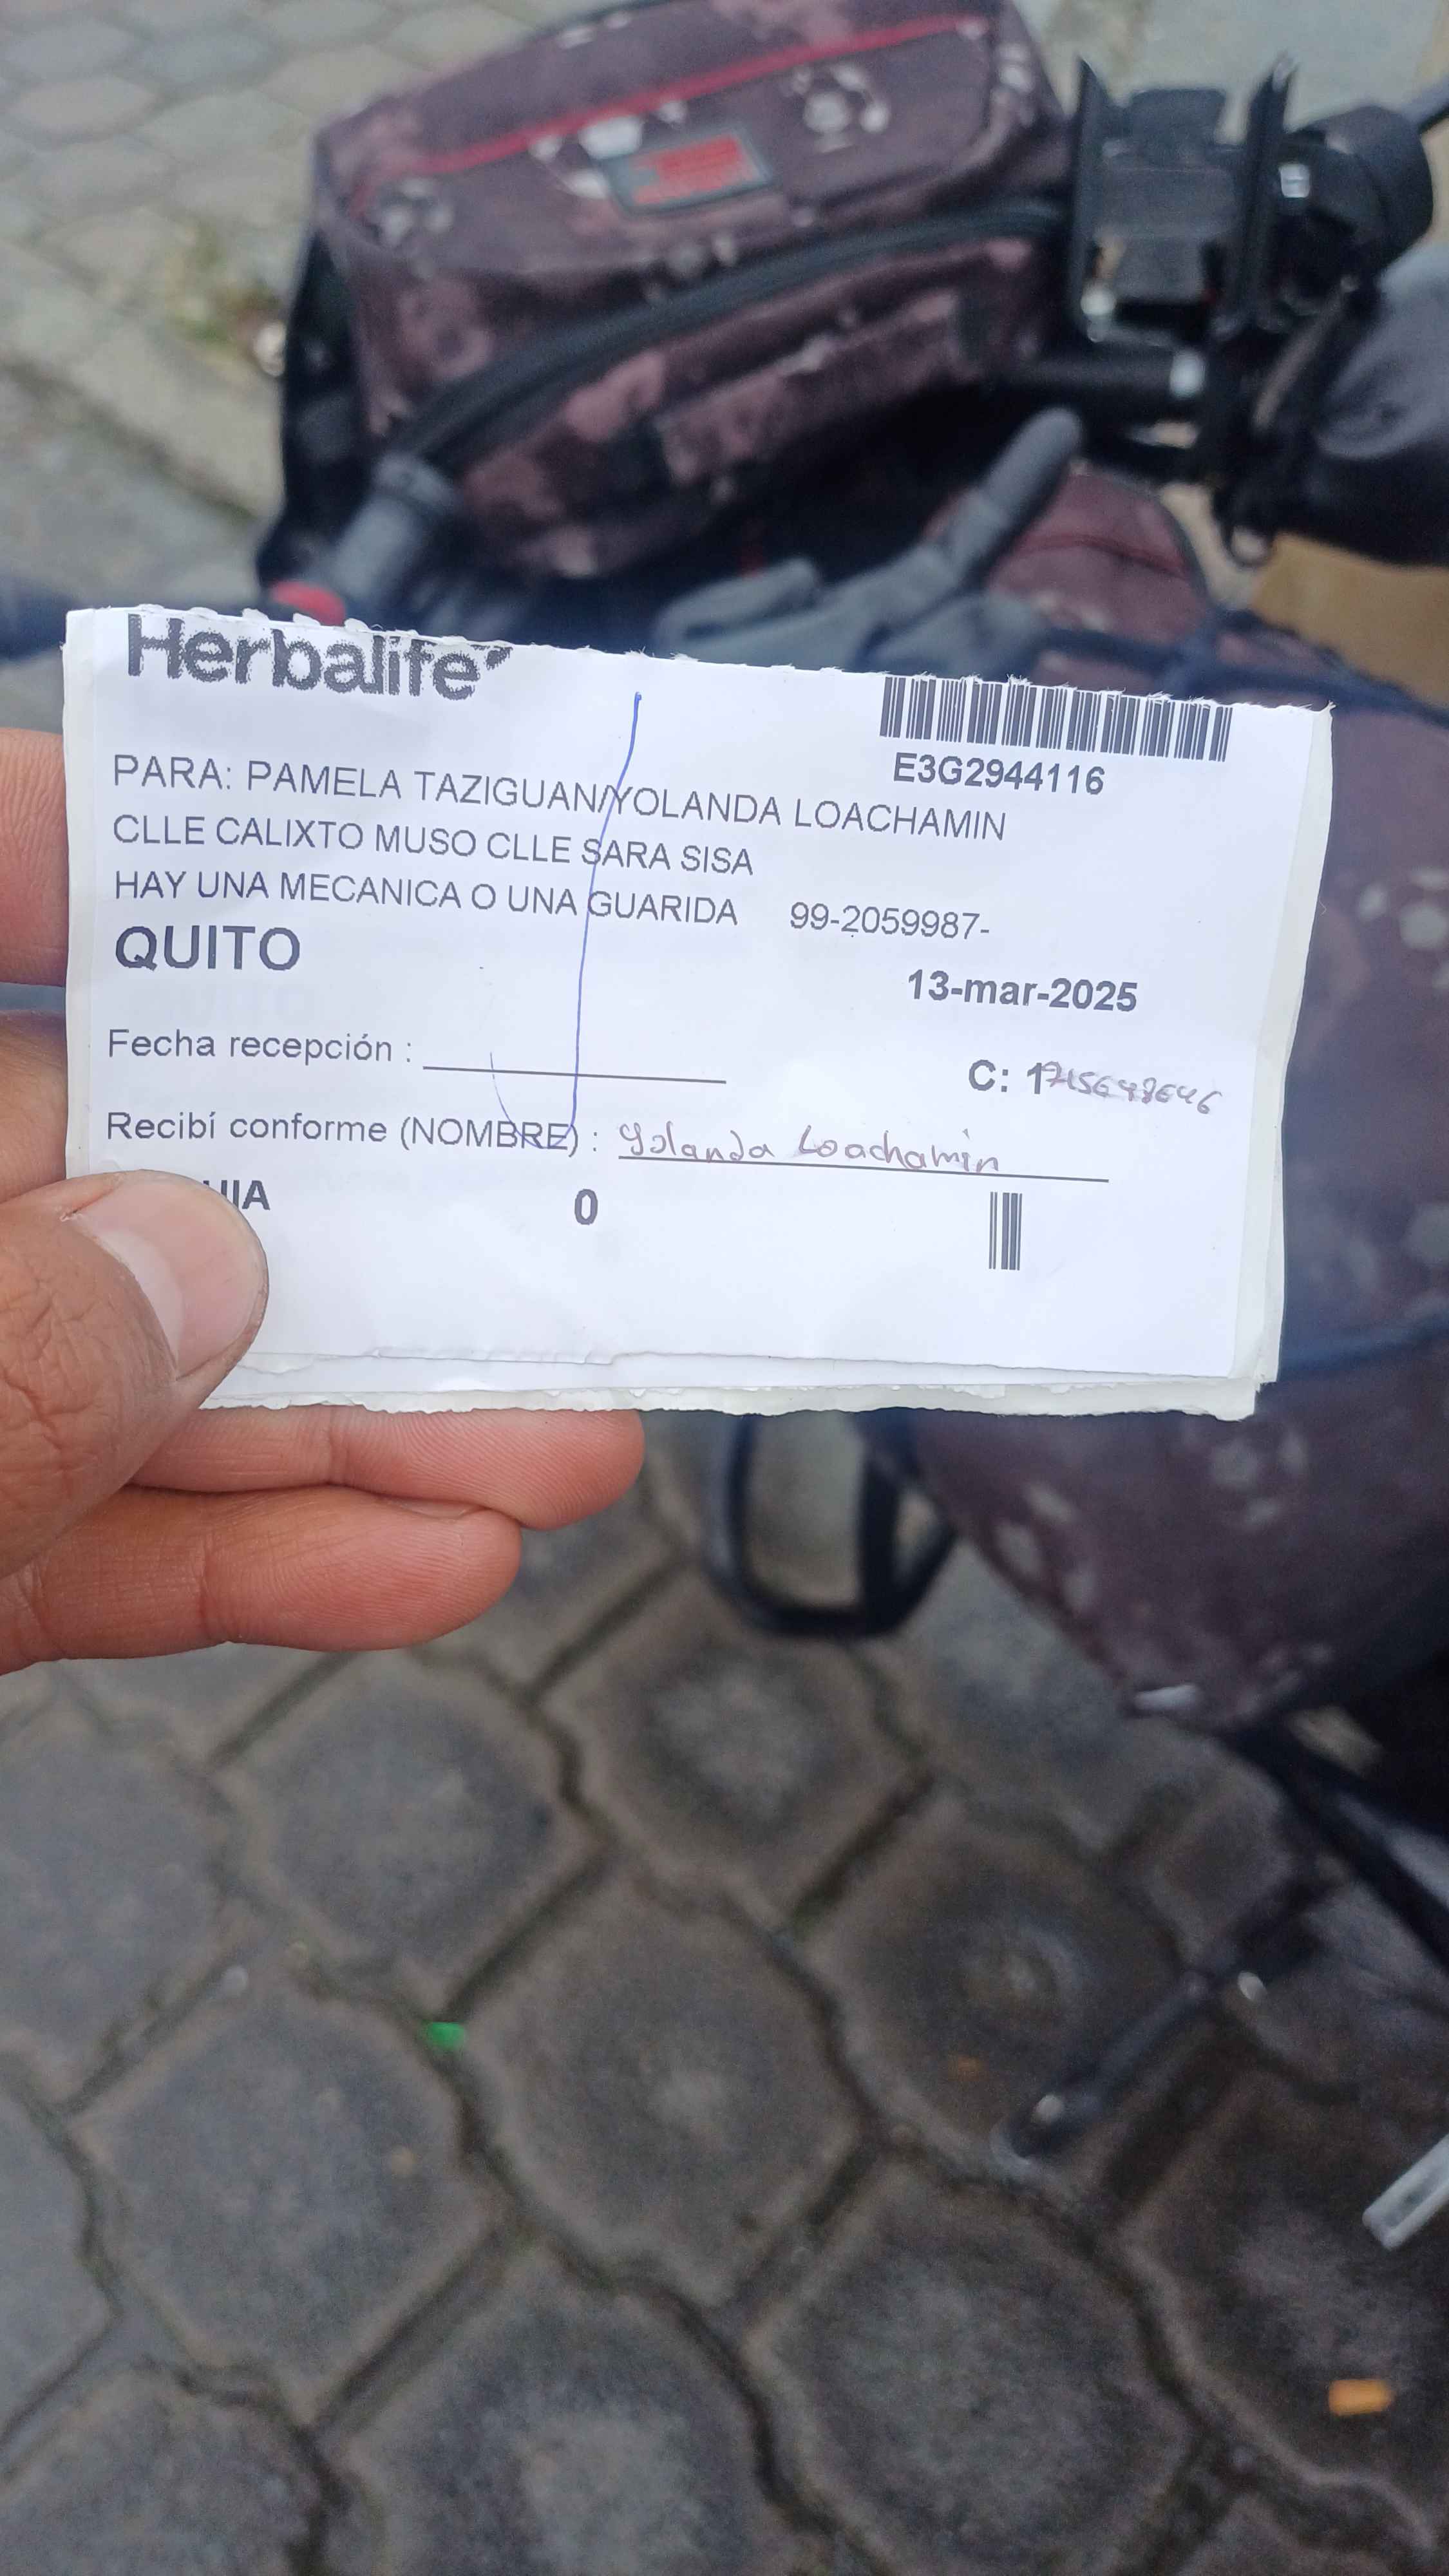 Herbalife
E3G2944116
PARA: PAMELA TAZIGUAN/YOLANDA LOACHAMIN
CLLE CALIXTO MUSO CLLE SARA SISA
HAY UNA MECANICA O UNA GUARIDA 99-2059987-
QUITO
13-mar-2025
Fecha recepción :
C: 1715648646
Recibí conforme (NOMBRE) : Yolanda Loachamin
0